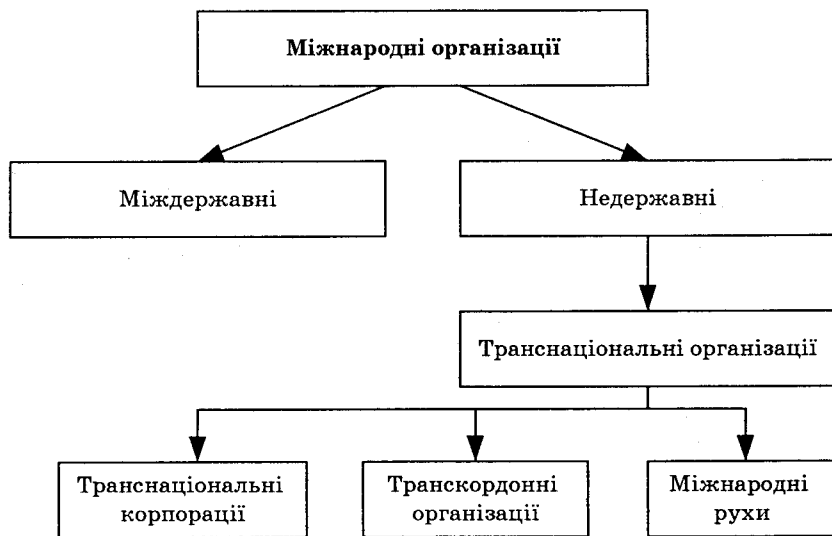 Міжнародні організації
Міждержавні
Недержавні
Транснаціональні організації
Транснаціональні
корпорації
Транскордонні
організації
Міжнародні
рухи